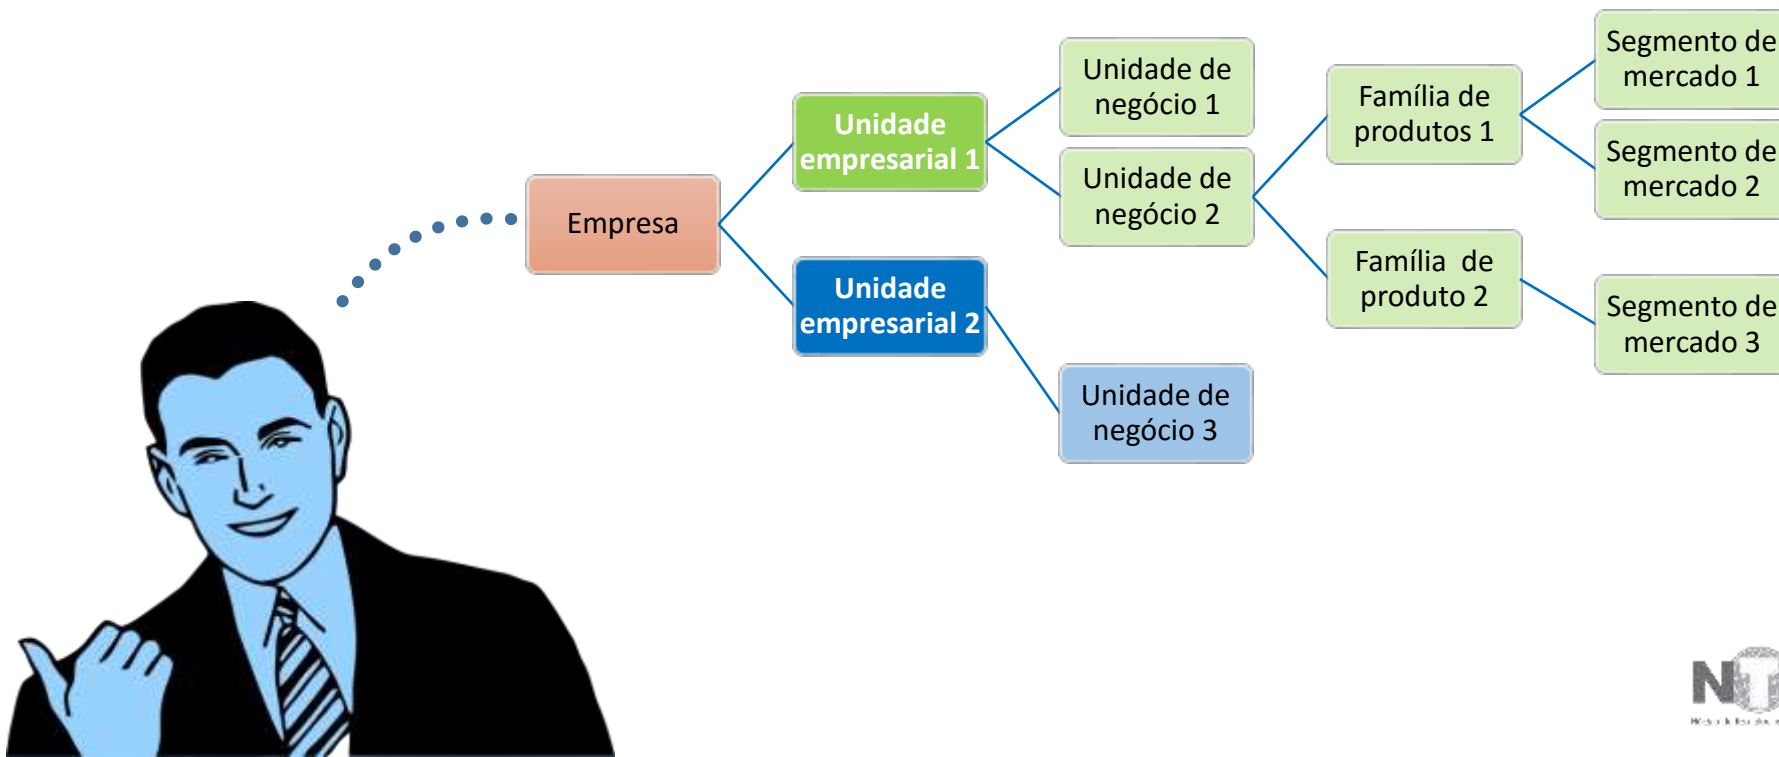 Empresa
Unidade
empresarial 1
Unidade
empresarial 2
Unidade de
negócio 1
Unidade de
negócio 2
Unidade de
negócio 3
Família de
produtos 1
Família de
produto 2
Segmento de
mercado 1
Segmento de
mercado 2
Segmento de
mercado 3
NT